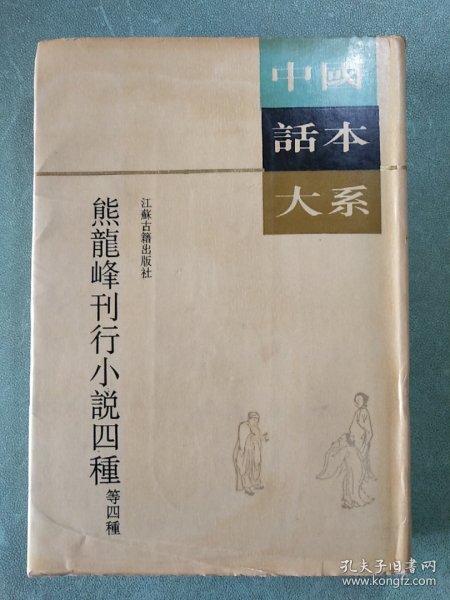 中國
話本
大系
江蘇古籍出版社
熊龍峰刊行小説四種等四種
孔夫子旧书网
www.kongfz.com